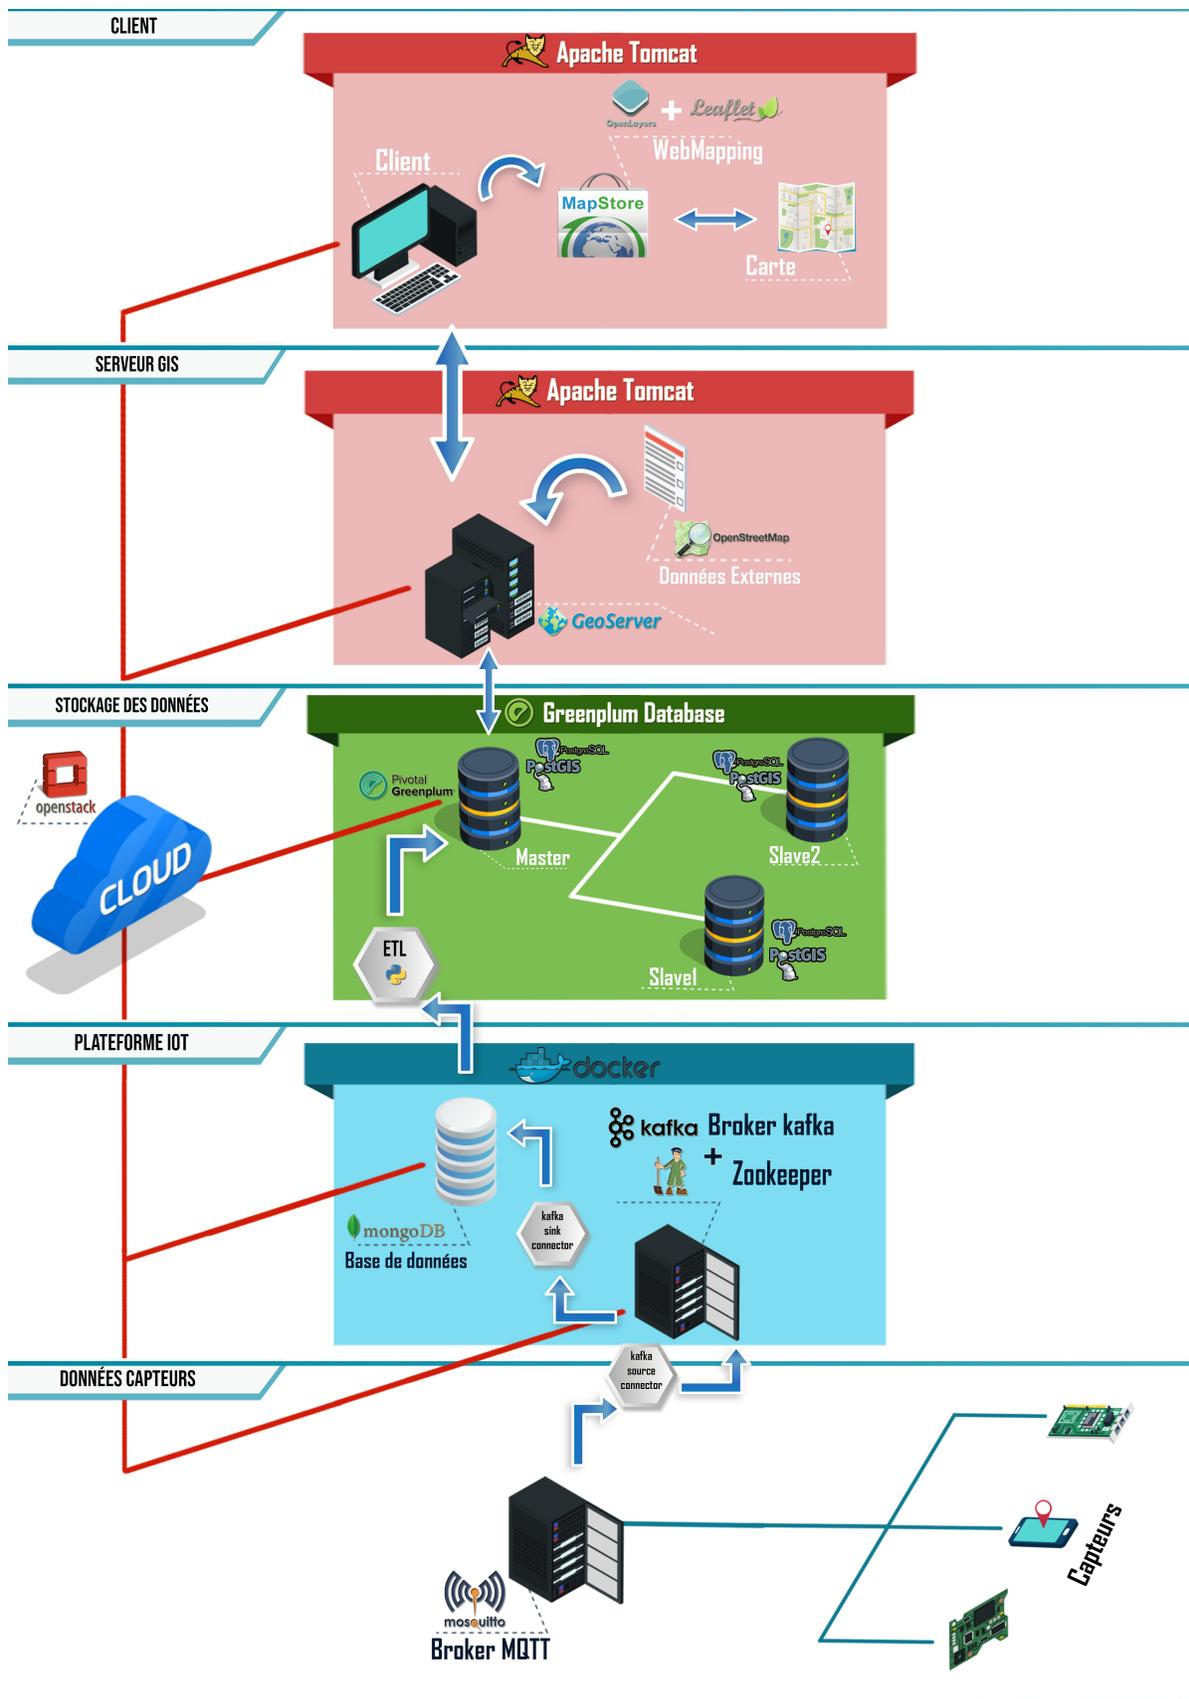 CLIENT
Apache Tomcat
OpenLayers
+
Leaflet
WebMapping
Client
MapStore
Carte
SERVEUR GIS
Apache Tomcat
OpenStreetMap
Données Externes
GeoServer
STOCKAGE DES DONNÉES
Greenplum Database
openstack
CLOUD
Pivotal
Greenplum
PostgreSQL
PostGIS
Master
PostgreSQL
PostGIS
Slave2
PostgreSQL
PostGIS
Slave1
ETL
PLATEFORME IOT
docker
kafka Broker kafka
+
Zookeeper
mongoDB
Base de données
kafka
sink
connector
DONNÉES CAPTEURS
kafka
source
connector
mosquitto
Broker MQTT
Capteurs